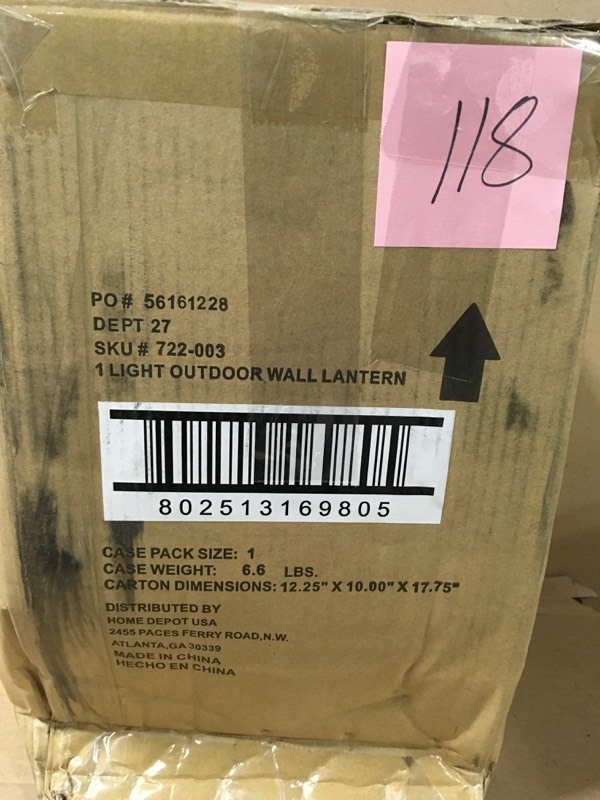 118
PO# 56161228
DEPT 27
SKU# 722-003
1 LIGHT OUTDOOR WALL LANTERN
802513169805
CASE PACK SIZE: 1
CASE WEIGHT: 6.6 LBS.
CARTON DIMENSIONS: 12.25" X 10.00" X 17.75"
DISTRIBUTED BY
HOME DEPOT USA
2455 PACES FERRY ROAD,N.W.
ATLANTA,GA 30339
MADE IN CHINA
HECHO EN CHINA